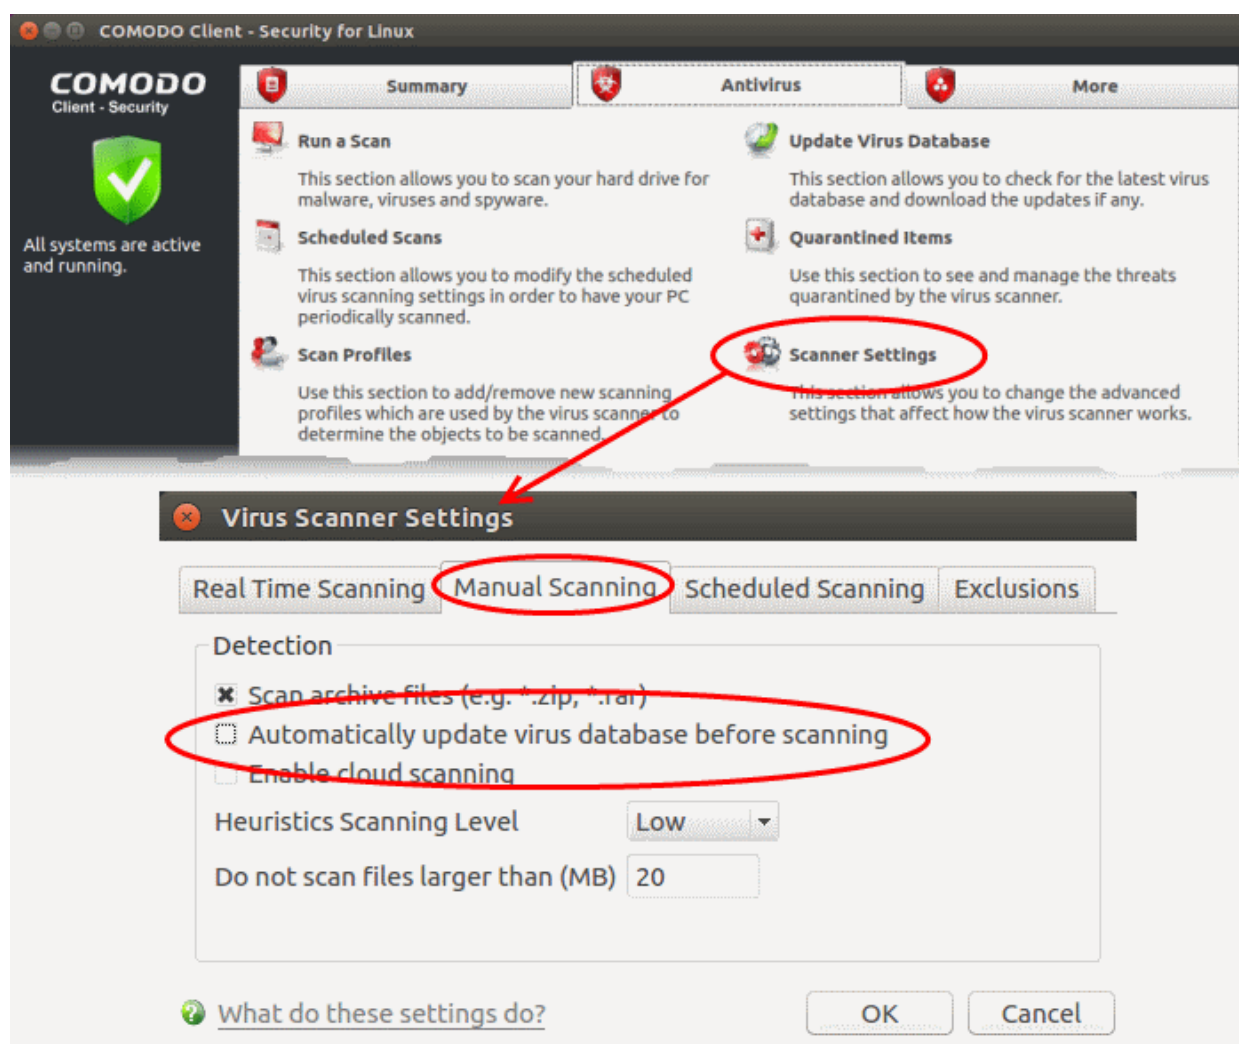 COMODO Client - Security for Linux
COMODO
Client - Security
All systems are active
and running.
Summary
Antivirus
More
Run a Scan
This section allows you to scan your hard drive for
malware, viruses and spyware.
Update Virus Database
This section allows you to check for the latest virus
database and download the updates if any.
Scheduled Scans
This section allows you to modify the scheduled
virus scanning settings in order to have your PC
periodically scanned.
Quarantined Items
Use this section to see and manage the threats
quarantined by the virus scanner.
Scan Profiles
Use this section to add/remove new scanning
profiles which are used by the virus scanner to
determine the objects to be scanned.
Scanner Settings
This section allows you to change the advanced
settings that affect how the virus scanner works.
Virus Scanner Settings
Real Time Scanning
Manual Scanning
Scheduled Scanning
Exclusions
Detection
Scan archive files (e.g. *.zip, *.rar)
Automatically update virus database before scanning
Enable cloud scanning
Heuristics Scanning Level
Low
Do not scan files larger than (MB)
20
What do these settings do?
OK
Cancel